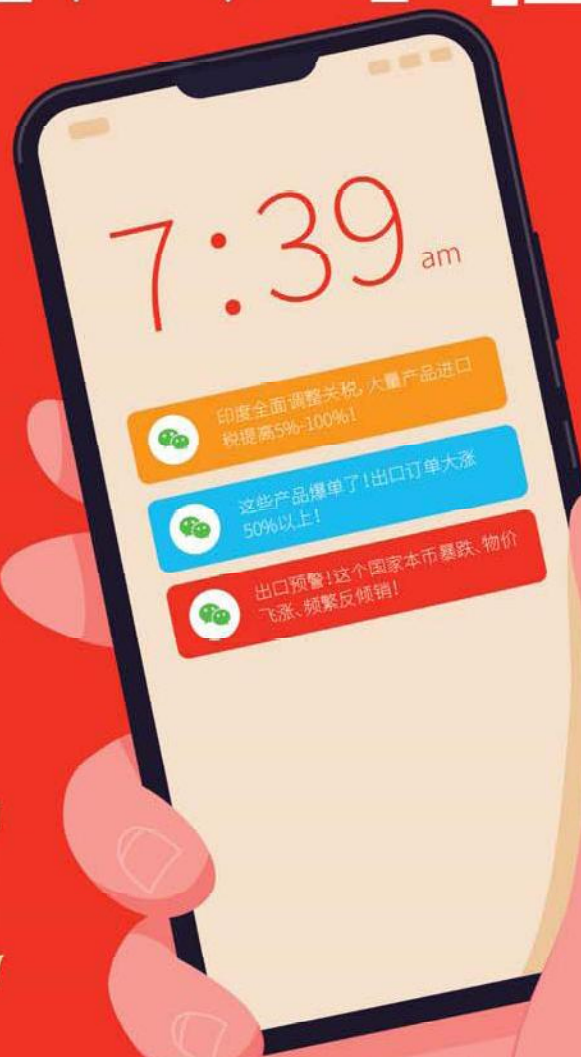 7:39 am
印度全面调整关税,大量产品进口
税提高5%-100%!
这些产品爆单了!出口订单大涨
50%以上!
出口预警!这个国家本币暴跌、物价
飞涨、频繁反倾销!